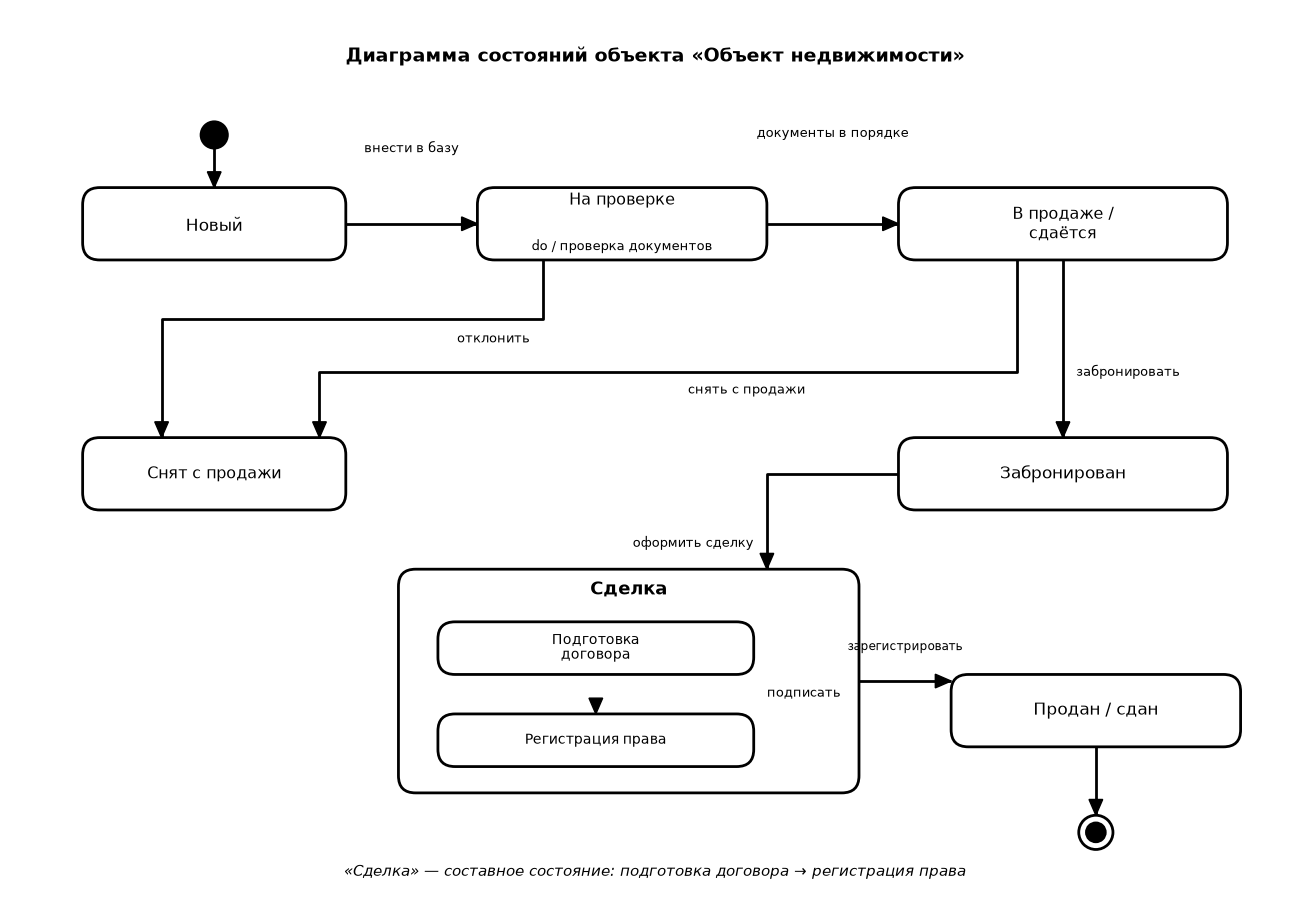 Диаграмма состояний объекта «Объект недвижимости»
внести в базу
документы в порядке
Новый
На проверке
do / проверка документов
В продаже /
сдаётся
отклонить
снять с продажи
забронировать
Снят с продажи
Забронирован
оформить сделку
Сделка
Подготовка
договора
зарегистрировать
подписать
Регистрация права
Продан / сдан
«Сделка» — составное состояние: подготовка договора → регистрация права